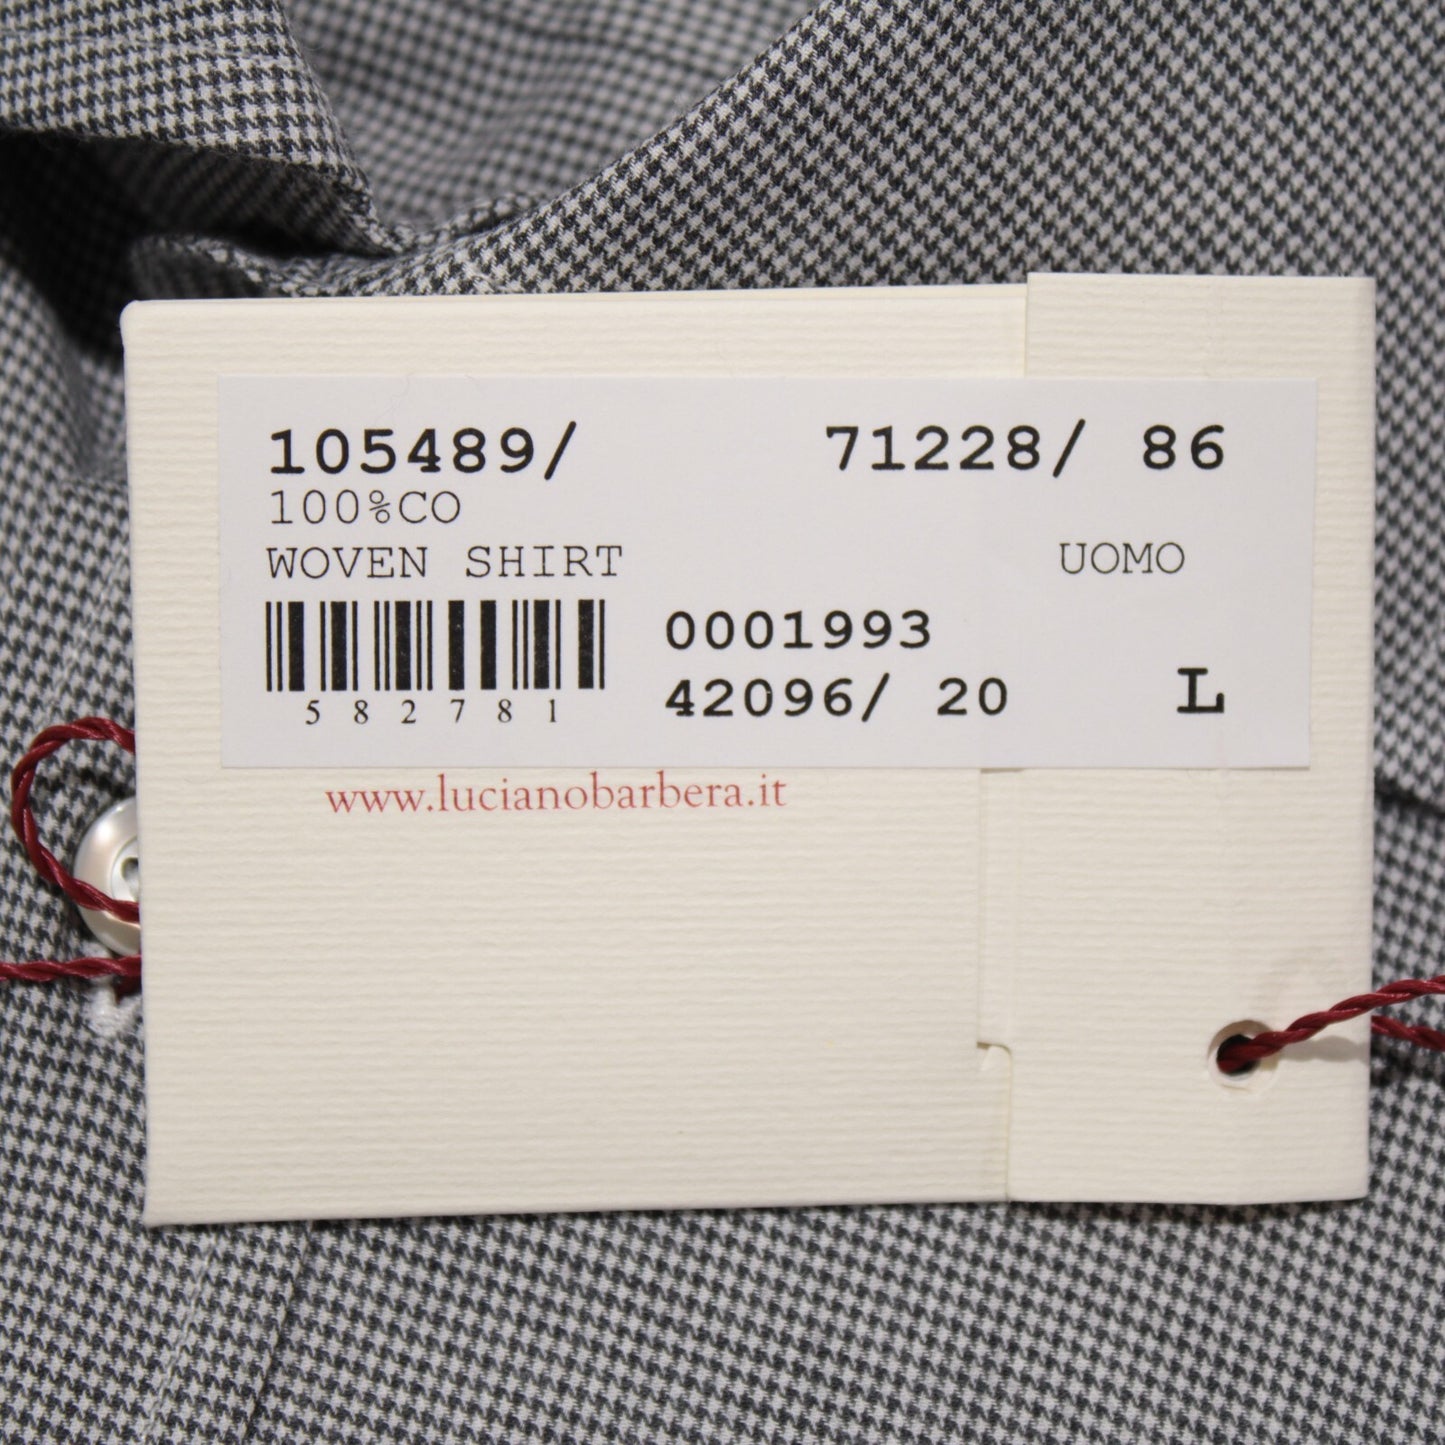 105489/ 71228/ 86
100%CO
WOVEN SHIRT UOMO
0001993
42096/ 20 L
582781
www.lucianobarbera.it